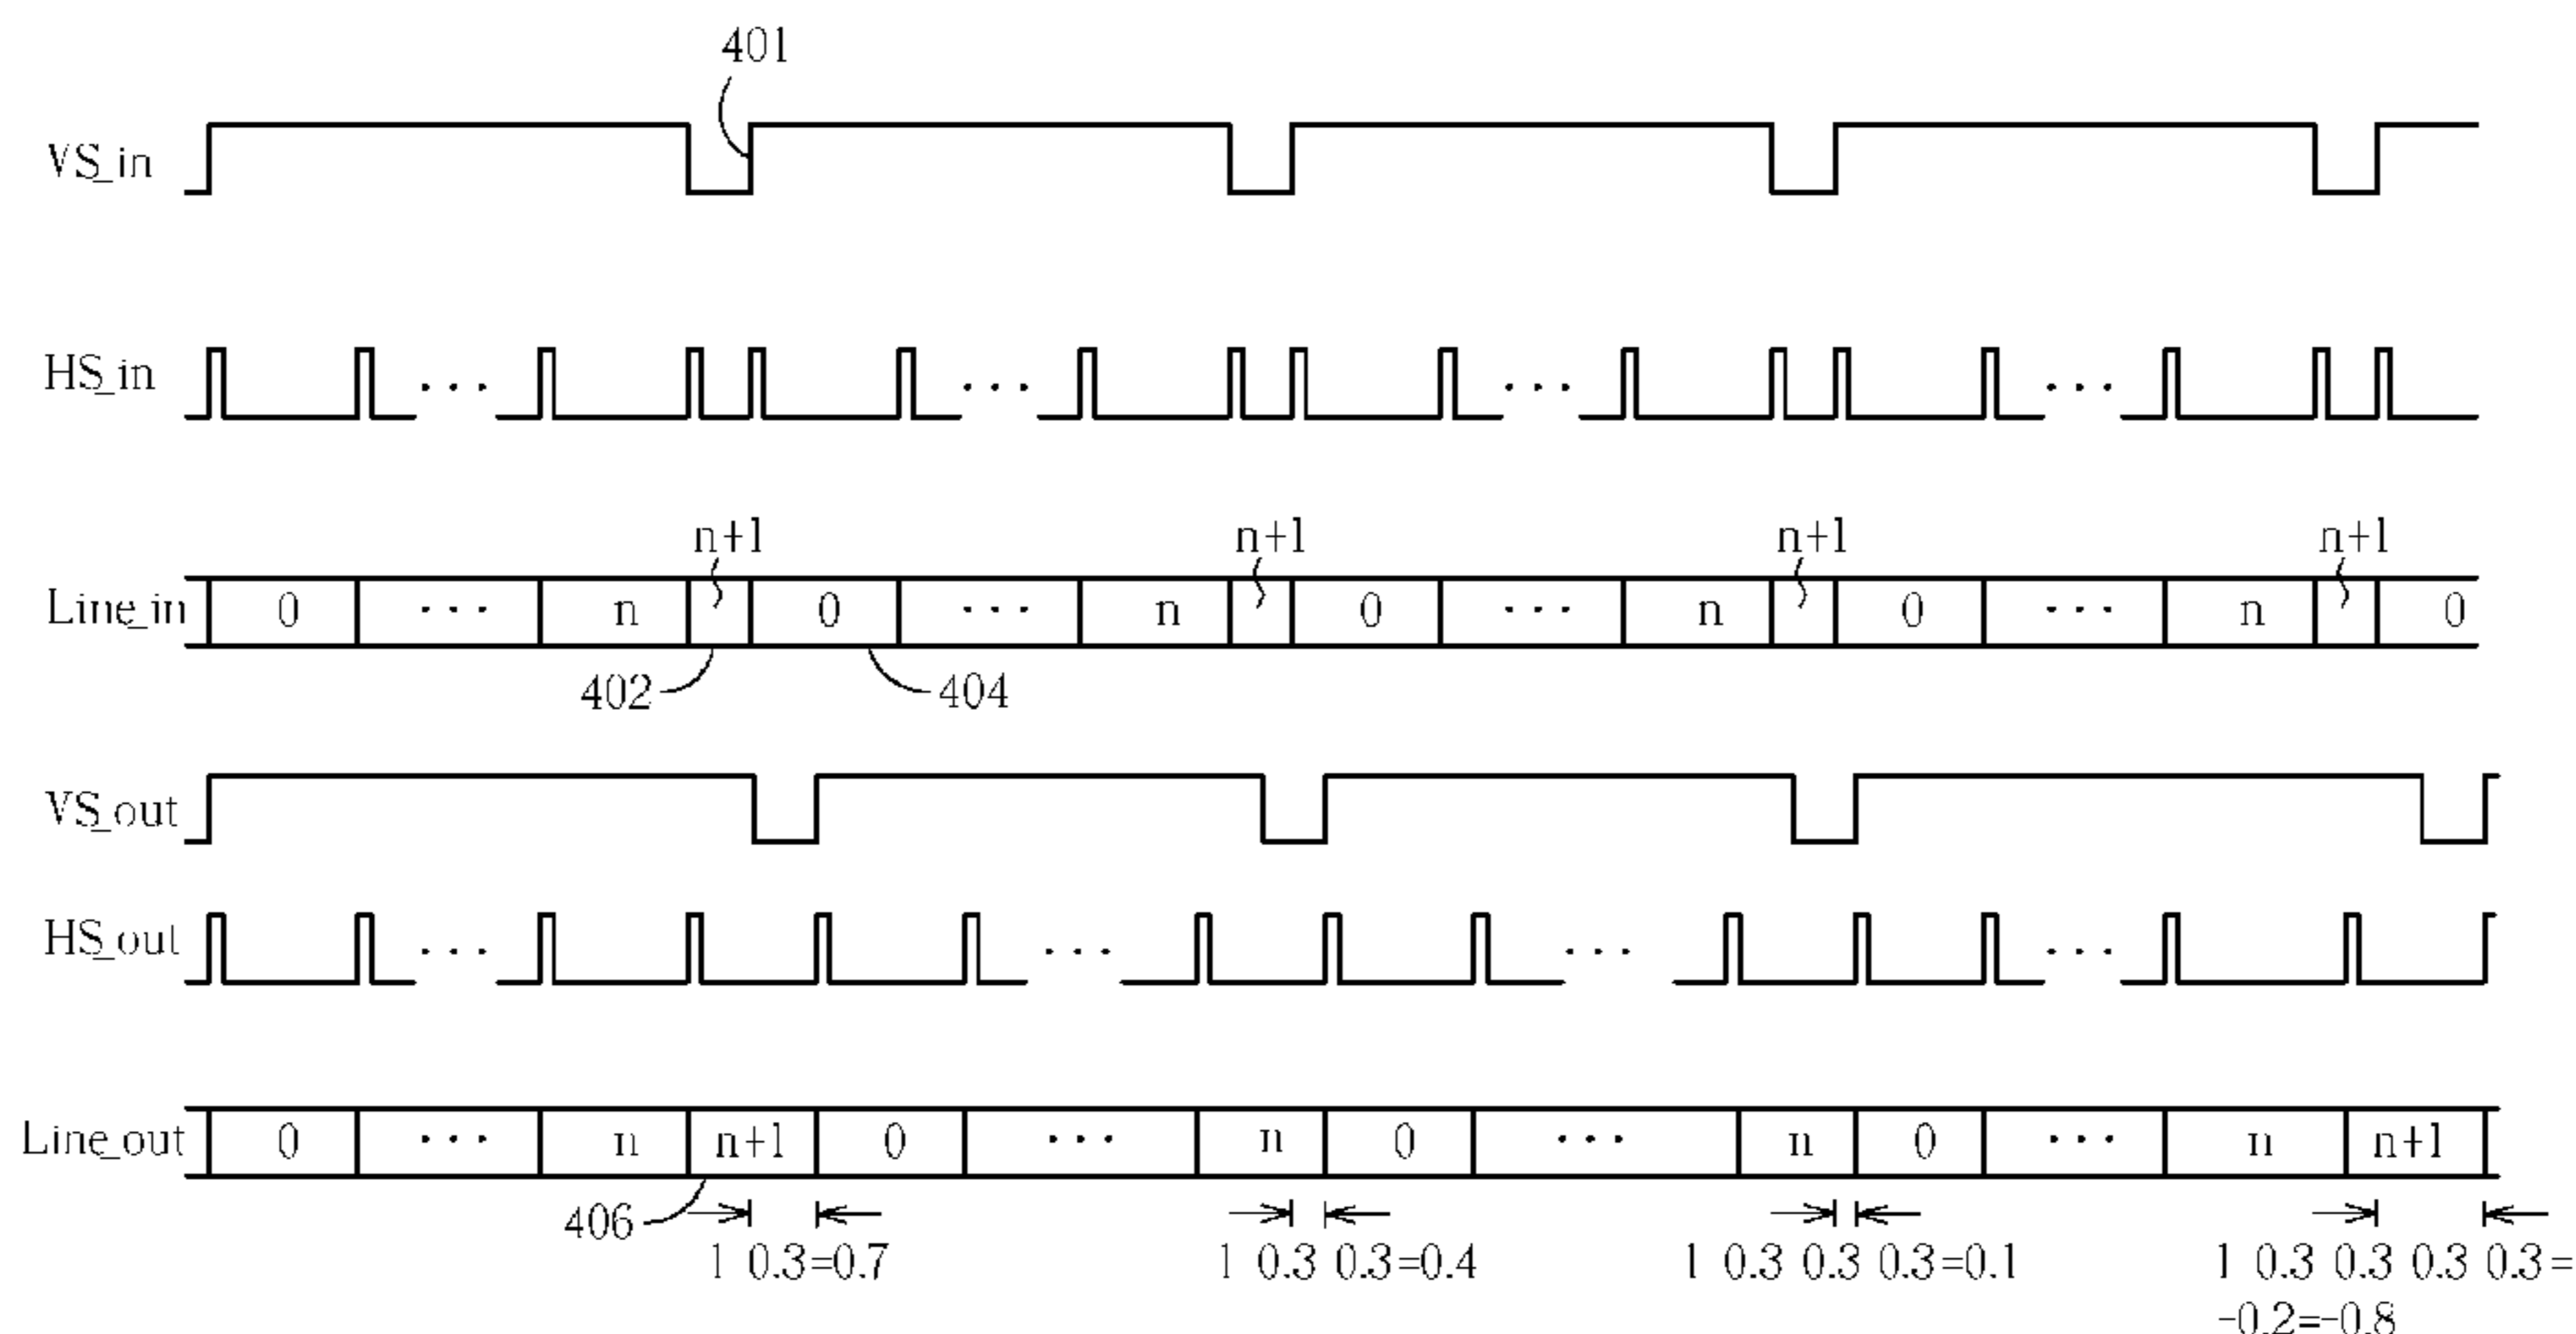 401
VS_in
HS_in
...
...
...
...
n+1 n+1 n+1 n+1
Line_in 0 ... n 0 ... n 0 ... n 0 ... n 0
402 404
VS_out
HS_out
...
...
...
...
Line_out 0 ... n n+1 0 ... n 0 ... n 0 ... n n+1
406
1 0.3=0.7
1 0.3 0.3=0.4
1 0.3 0.3 0.3=0.1
1 0.3 0.3 0.3 0.3=
-0.2=-0.8